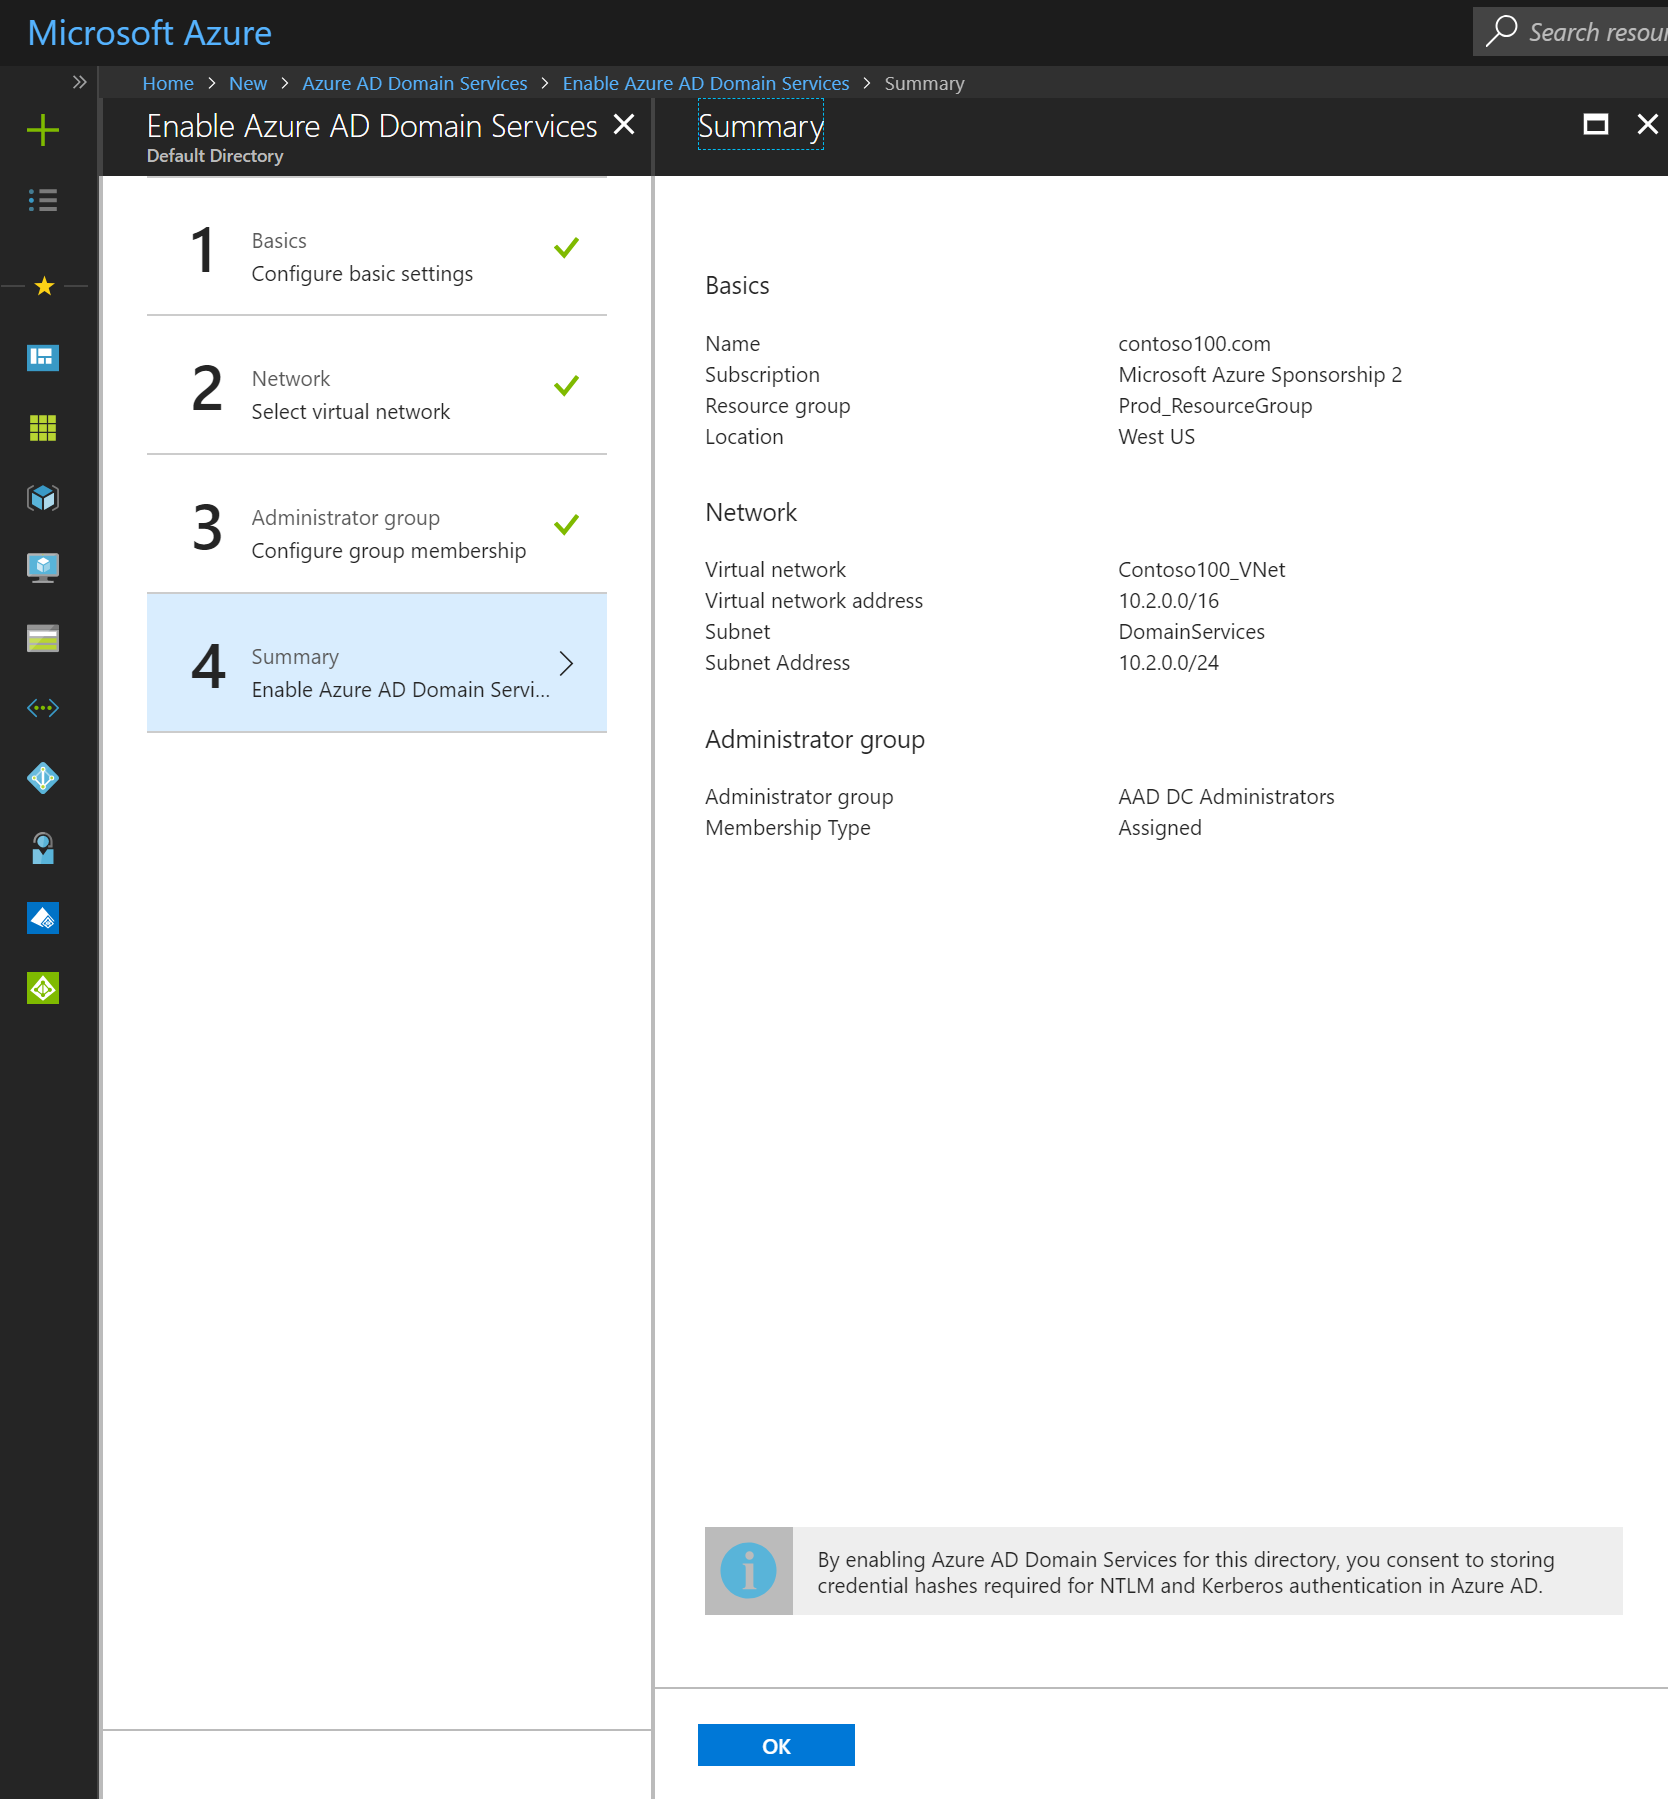 Microsoft Azure
Search resour
Home > New > Azure AD Domain Services > Enable Azure AD Domain Services > Summary
Enable Azure AD Domain Services
Default Directory
1
Basics
Configure basic settings
2
Network
Select virtual network
3
Administrator group
Configure group membership
4
Summary
Enable Azure AD Domain Servi...
Summary
Basics
Name contoso100.com
Subscription Microsoft Azure Sponsorship 2
Resource group Prod_ResourceGroup
Location West US
Network
Virtual network Contoso100_VNet
Virtual network address 10.2.0.0/16
Subnet DomainServices
Subnet Address 10.2.0.0/24
Administrator group
Administrator group AAD DC Administrators
Membership Type Assigned
By enabling Azure AD Domain Services for this directory, you consent to storing
credential hashes required for NTLM and Kerberos authentication in Azure AD.
OK